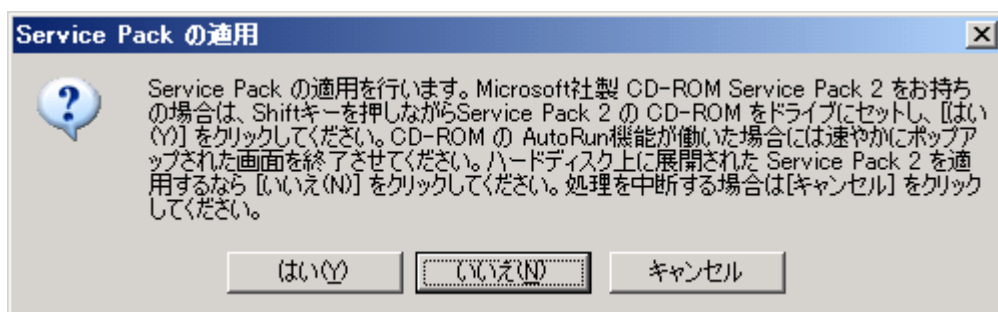 Service Pack の適用
Service Pack の適用を行います。Microsoft社製 CD-ROM Service Pack 2 をお持ち
の場合は、Shiftキーを押しながらService Pack 2 の CD-ROM をドライブにセットし、[はい
(Y)] をクリックしてください。CD-ROM の AutoRun機能が働いた場合には速やかにポップア
ップされた画面を終了させてください。ハードディスク上に展開された Service Pack 2 を適
用するなら [いいえ(N)] をクリックしてください。処理を中断する場合は[キャンセル] をクリック
してください。
はい(Y) いいえ(N) キャンセル